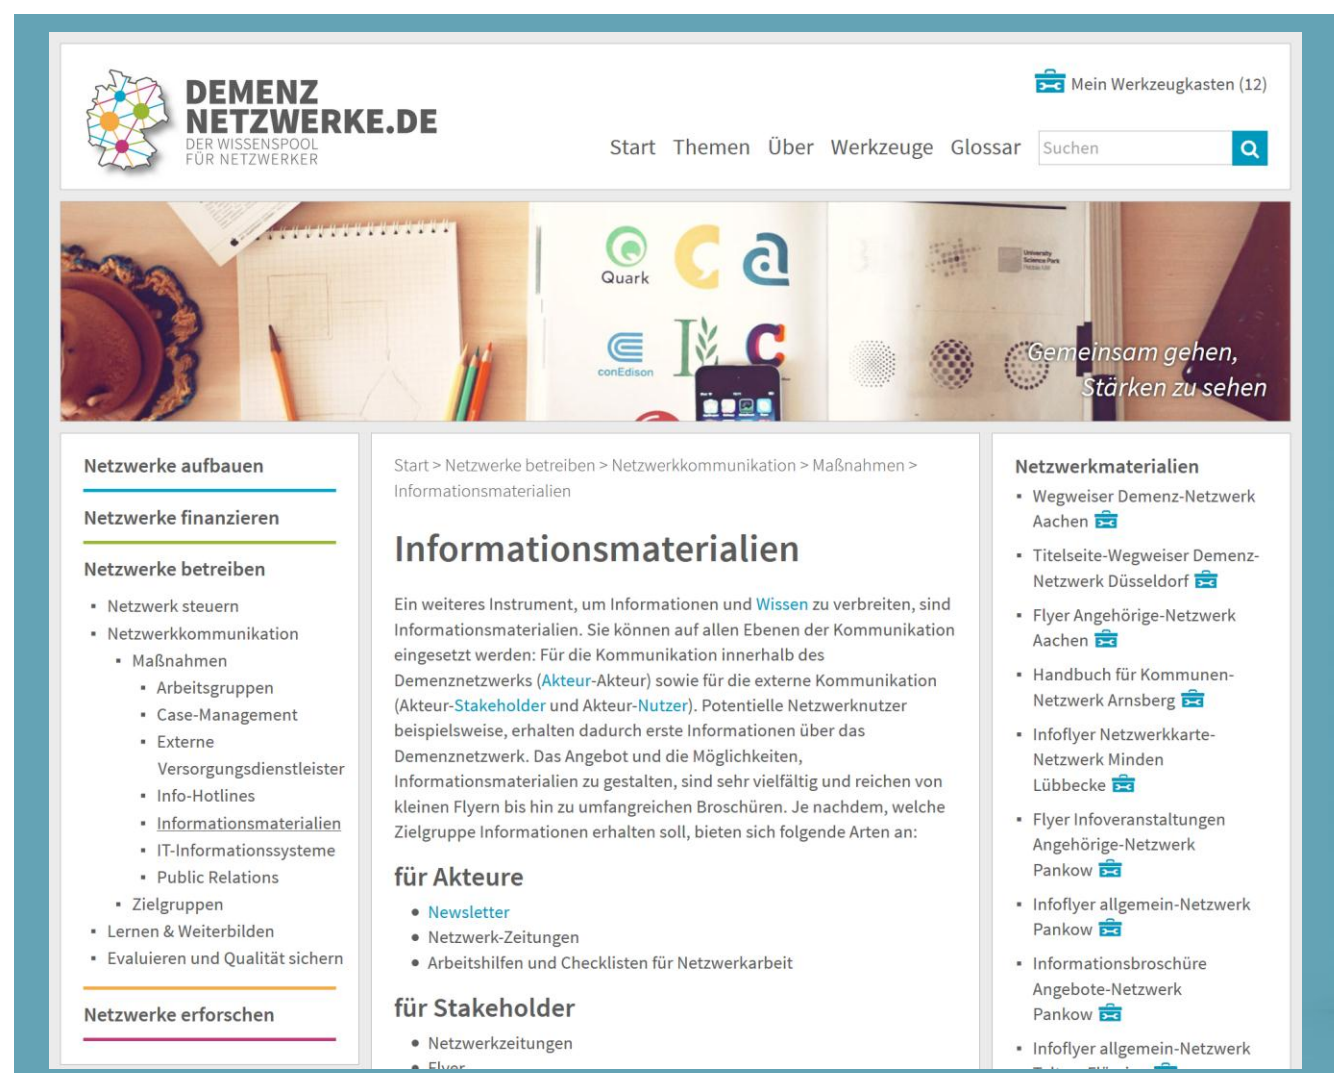 DEMENZ
NETZWERKE.DE
DER WISSENSPOOL
FÜR NETZWERKER
Mein Werkzeugkasten (12)
Start Themen Über Werkzeuge Glossar Suchen
Quark
conEdison
University
Science Park
Gemeinsam gehen,
Stärken zu sehen
Netzwerke aufbauen
Netzwerke finanzieren
Netzwerke betreiben
▪ Netzwerk steuern
▪ Netzwerkkommunikation
▪ Maßnahmen
▪ Arbeitsgruppen
▪ Case-Management
▪ Externe
Versorgungsdienstleister
▪ Info-Hotlines
▪ Informationsmaterialien
▪ IT-Informationssysteme
▪ Public Relations
▪ Zielgruppen
▪ Lernen & Weiterbilden
▪ Evaluieren und Qualität sichern
Netzwerke erforschen
Start > Netzwerke betreiben > Netzwerkkommunikation > Maßnahmen >
Informationsmaterialien
Informationsmaterialien
Ein weiteres Instrument, um Informationen und Wissen zu verbreiten, sind
Informationsmaterialien. Sie können auf allen Ebenen der Kommunikation
eingesetzt werden: Für die Kommunikation innerhalb des
Demenznetzwerks (Akteur-Akteur) sowie für die externe Kommunikation
(Akteur-Stakeholder und Akteur-Nutzer). Potentielle Netzwerknutzer
beispielsweise, erhalten dadurch erste Informationen über das
Demenznetzwerk. Das Angebot und die Möglichkeiten,
Informationsmaterialien zu gestalten, sind sehr vielfältig und reichen von
kleinen Flyern bis hin zu umfangreichen Broschüren. Je nachdem, welche
Zielgruppe Informationen erhalten soll, bieten sich folgende Arten an:
für Akteure
• Newsletter
• Netzwerk-Zeitungen
• Arbeitshilfen und Checklisten für Netzwerkarbeit
für Stakeholder
• Netzwerkzeitungen
• Flyer
Netzwerkmaterialien
▪ Wegweiser Demenz-Netzwerk
Aachen
▪ Titelseite-Wegweiser Demenz-
Netzwerk Düsseldorf
▪ Flyer Angehörige-Netzwerk
Aachen
▪ Handbuch für Kommunen-
Netzwerk Arnsberg
▪ Infoflyer Netzwerkkarte-
Netzwerk Minden
Lübbecke
▪ Flyer Infoveranstaltungen
Angehörige-Netzwerk
Pankow
▪ Infoflyer allgemein-Netzwerk
Pankow
▪ Informationsbroschüre
Angebote-Netzwerk
Pankow
▪ Infoflyer allgemein-Netzwerk